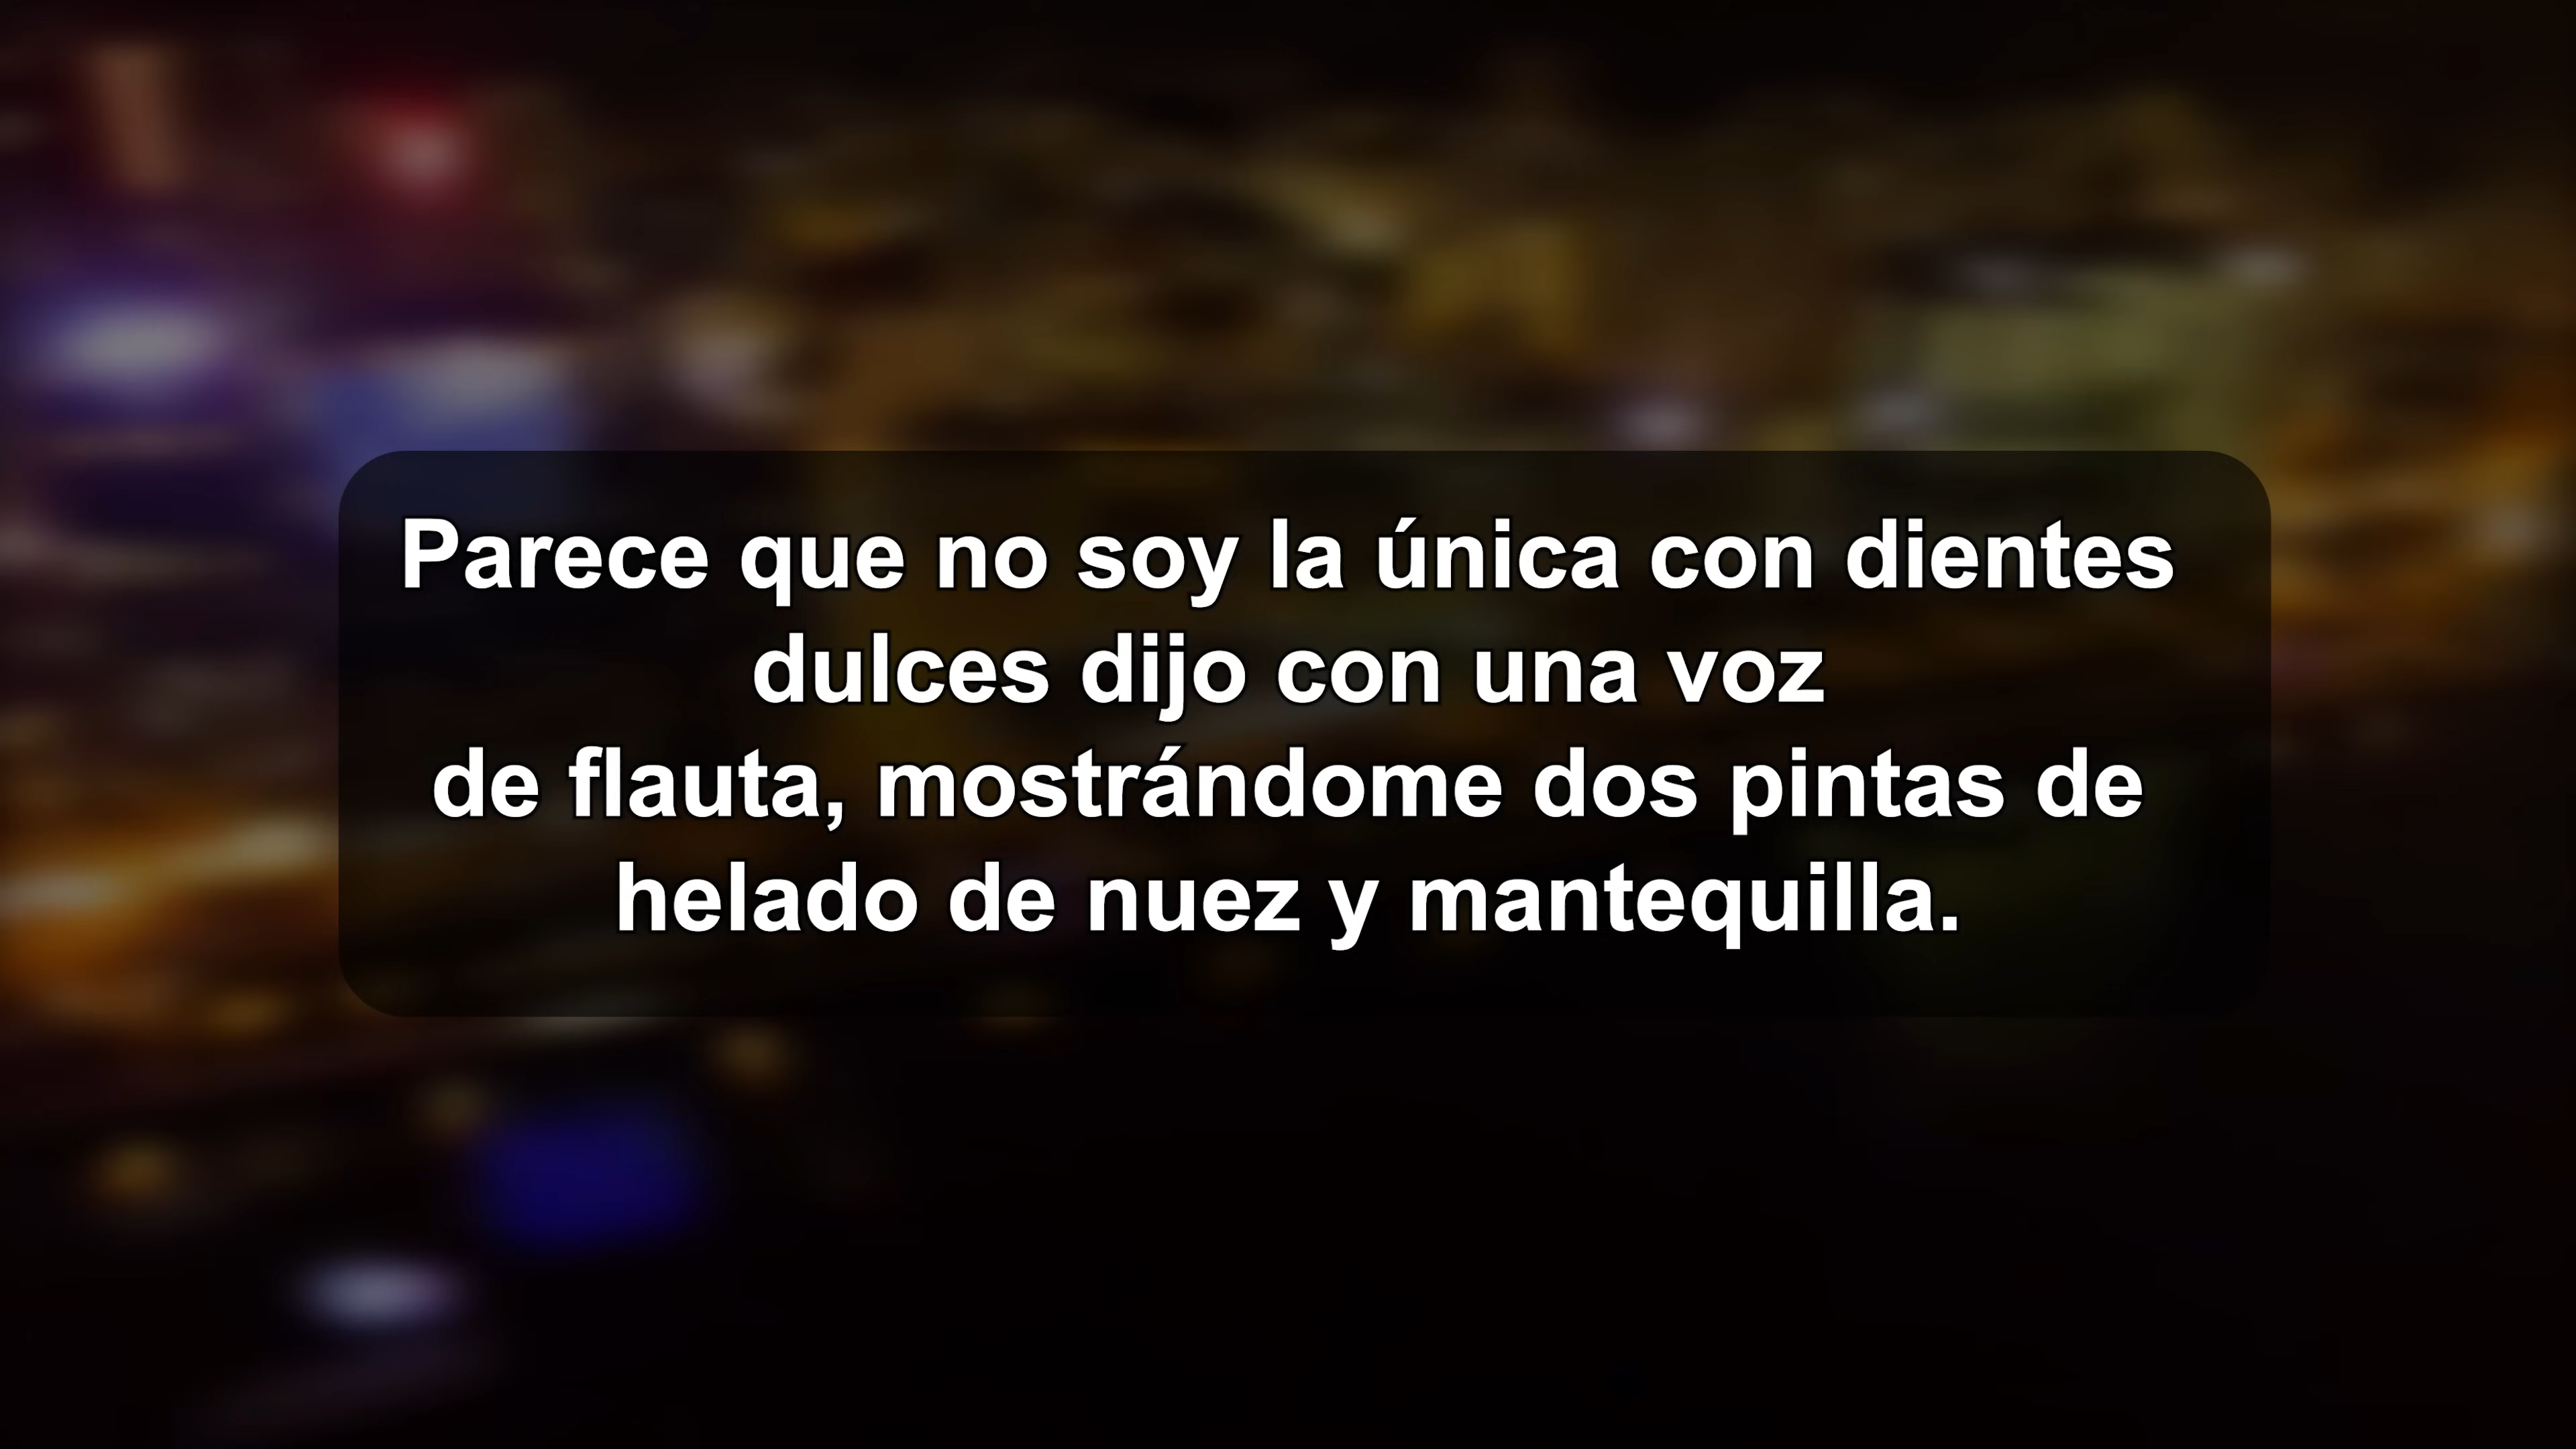 Parece que no soy la única con dientes
dulces dijo con una voz
de flauta, mostrándome dos pintas de
helado de nuez y mantequilla.